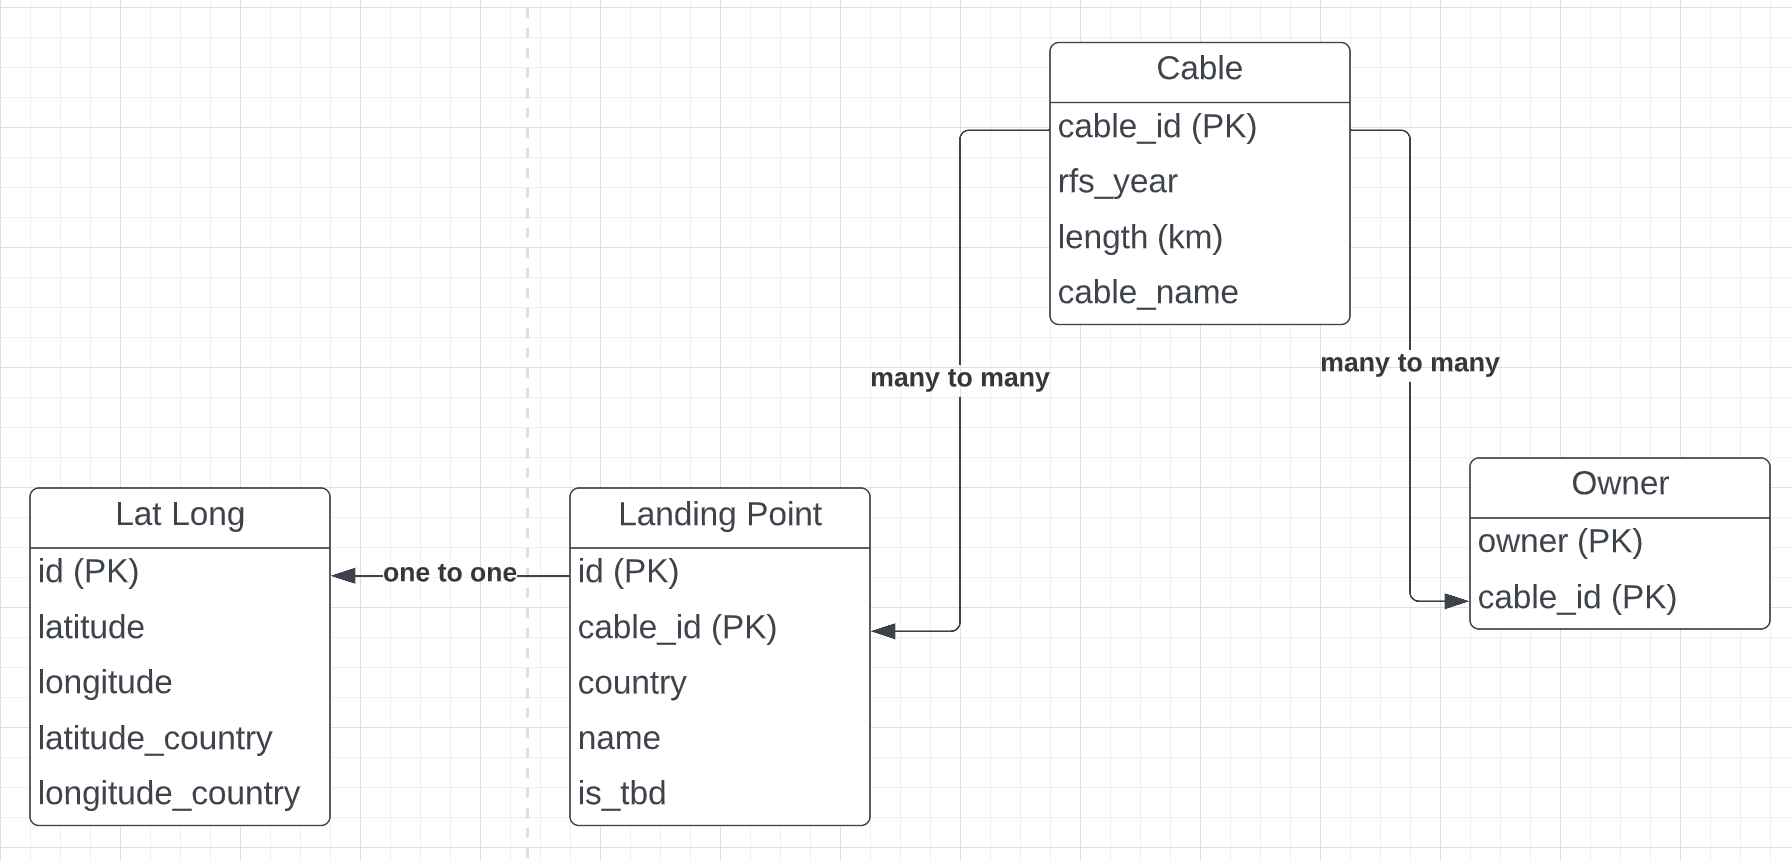 Cable
cable_id (PK)
rfs_year
length (km)
cable_name
many to many
many to many
Lat Long
id (PK)
latitude
longitude
latitude_country
longitude_country
one to one
Landing Point
id (PK)
cable_id (PK)
country
name
is_tbd
Owner
owner (PK)
cable_id (PK)